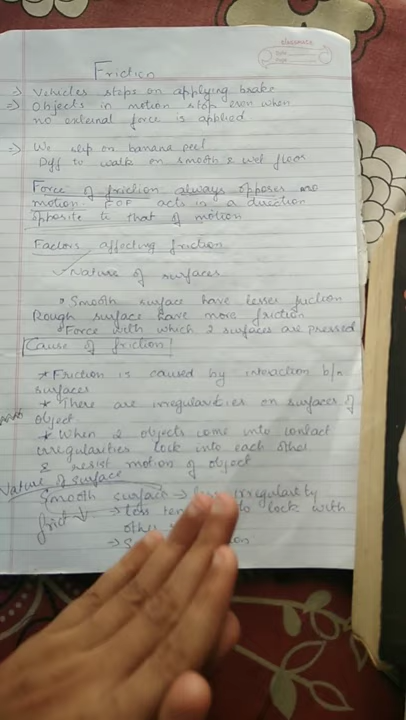 CLASSMATE
Date
Page
Friction
-> Vehicles stops on applying brake
=> Objects in motion stop even when
no external force is applied
=> We slip on banana peel
Diff to walk on smooth & wet floor
Force of friction always opposes mo
motion. FOF acts in a direction
opposite to that of motion
Factors affecting friction
✓ Nature of surfaces
* Smooth surface have lesser friction
Rough surface have more friction
* Force with which 2 surfaces are pressed
Cause of friction
* Friction is caused by interaction b/n
surfaces
* There are irregularities on surfaces of
object.
* When 2 objects come into contact
irregularities lock into each other
& resist motion of object
Nature of surface
Smooth surface -> less irregularity
frict ↓ -> less ten to lock with
other
->